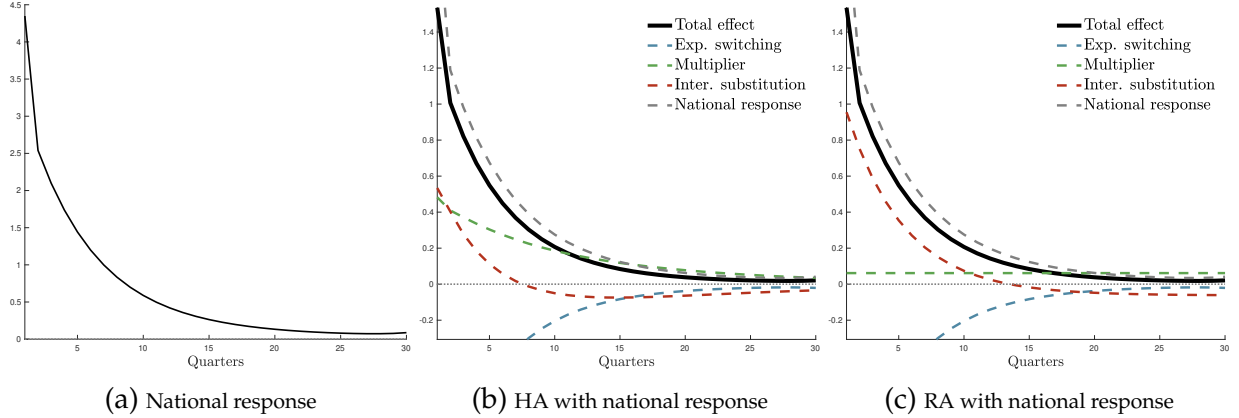 4.5
4
3.5
3
2.5
2
1.5
1
0.5
0
5 10 15 20 25 30
Quarters
(a) National response
1.4
1.2
1
0.8
0.6
0.4
0.2
0
-0.2
Total effect
Exp. switching
Multiplier
Inter. substitution
National response
5 10 15 20 25 30
Quarters
(b) HA with national response
1.4
1.2
1
0.8
0.6
0.4
0.2
0
-0.2
Total effect
Exp. switching
Multiplier
Inter. substitution
National response
5 10 15 20 25 30
Quarters
(c) RA with national response